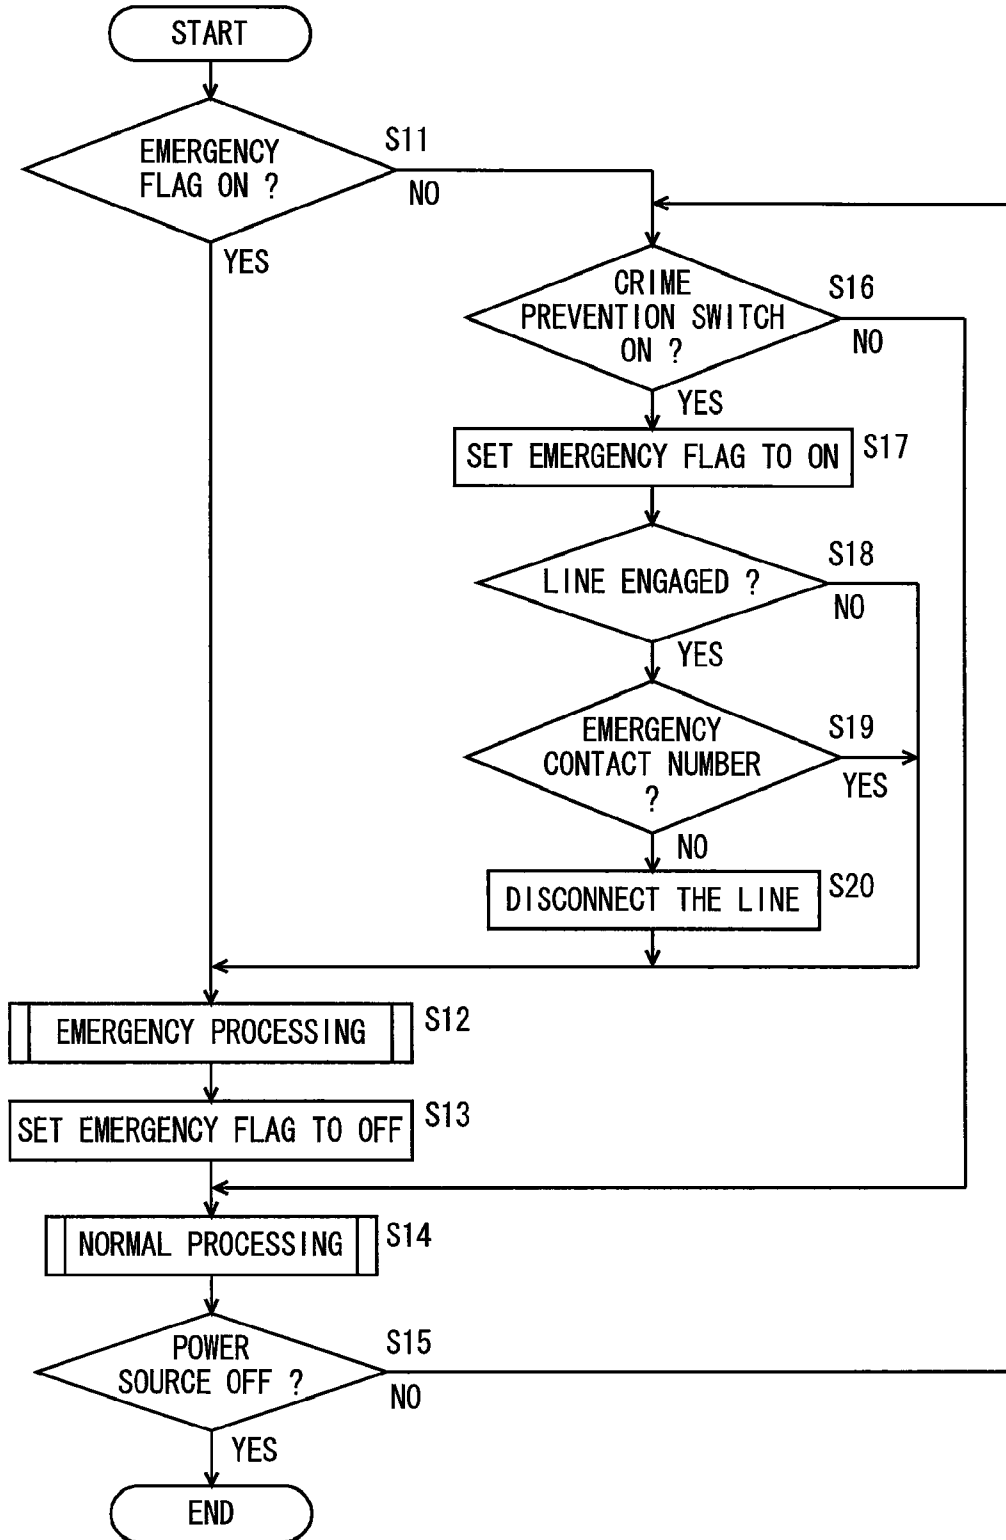 START
EMERGENCY
FLAG ON ?
S11
NO
YES
CRIME
PREVENTION SWITCH
ON ?
S16
NO
YES
SET EMERGENCY FLAG TO ON
S17
LINE ENGAGED ?
S18
NO
YES
EMERGENCY
CONTACT NUMBER
?
S19
YES
NO
DISCONNECT THE LINE
S20
EMERGENCY PROCESSING
S12
SET EMERGENCY FLAG TO OFF
S13
NORMAL PROCESSING
S14
POWER
SOURCE OFF ?
S15
NO
YES
END